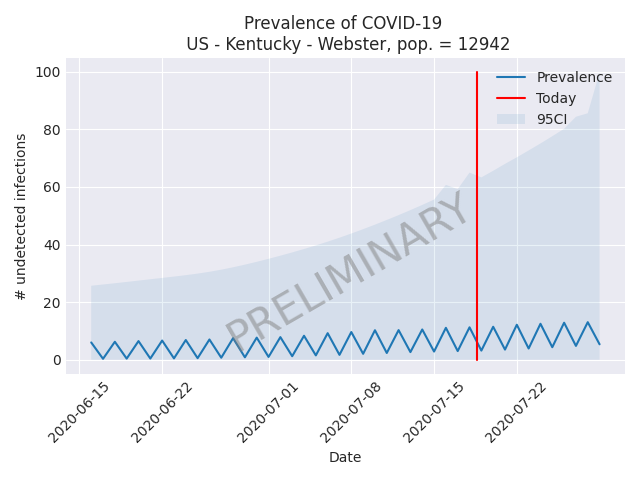 Prevalence of COVID-19
US - Kentucky - Webster, pop. = 12942
100
80
60
40
20
0
# undetected infections
Prevalence
Today
95CI
PRELIMINARY
2020-06-15
2020-06-22
2020-07-01
2020-07-08
2020-07-15
2020-07-22
Date